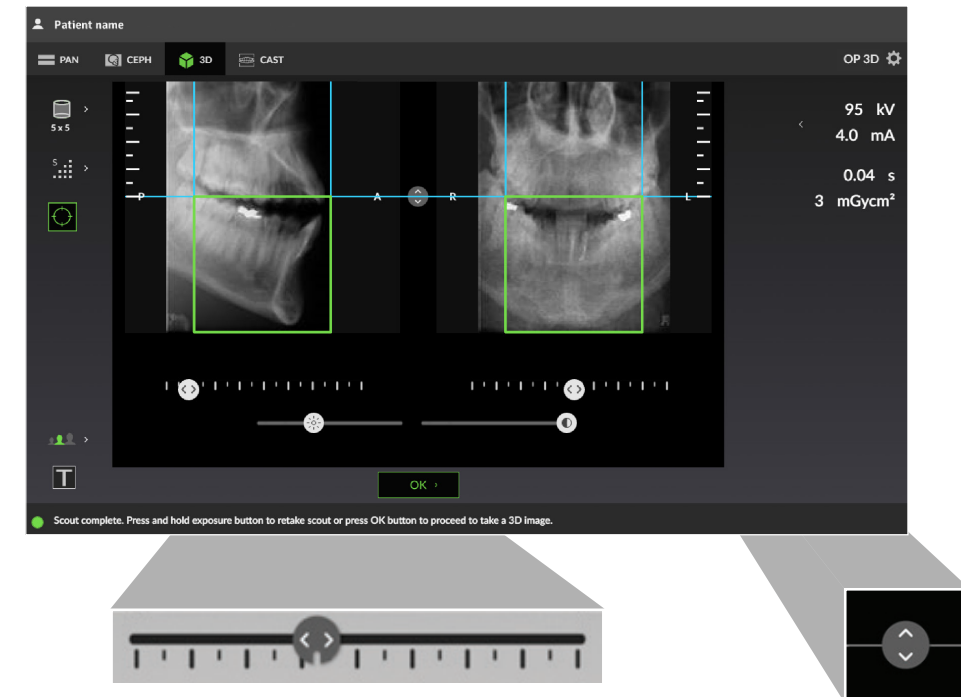 Patient name
PAN CEPH 3D CAST OP 3D
5 x 5
S
95 kV
4.0 mA
0.04 s
3 mGycm²
P A R L
T
OK
Scout complete. Press and hold exposure button to retake scout or press OK button to proceed to take a 3D image.